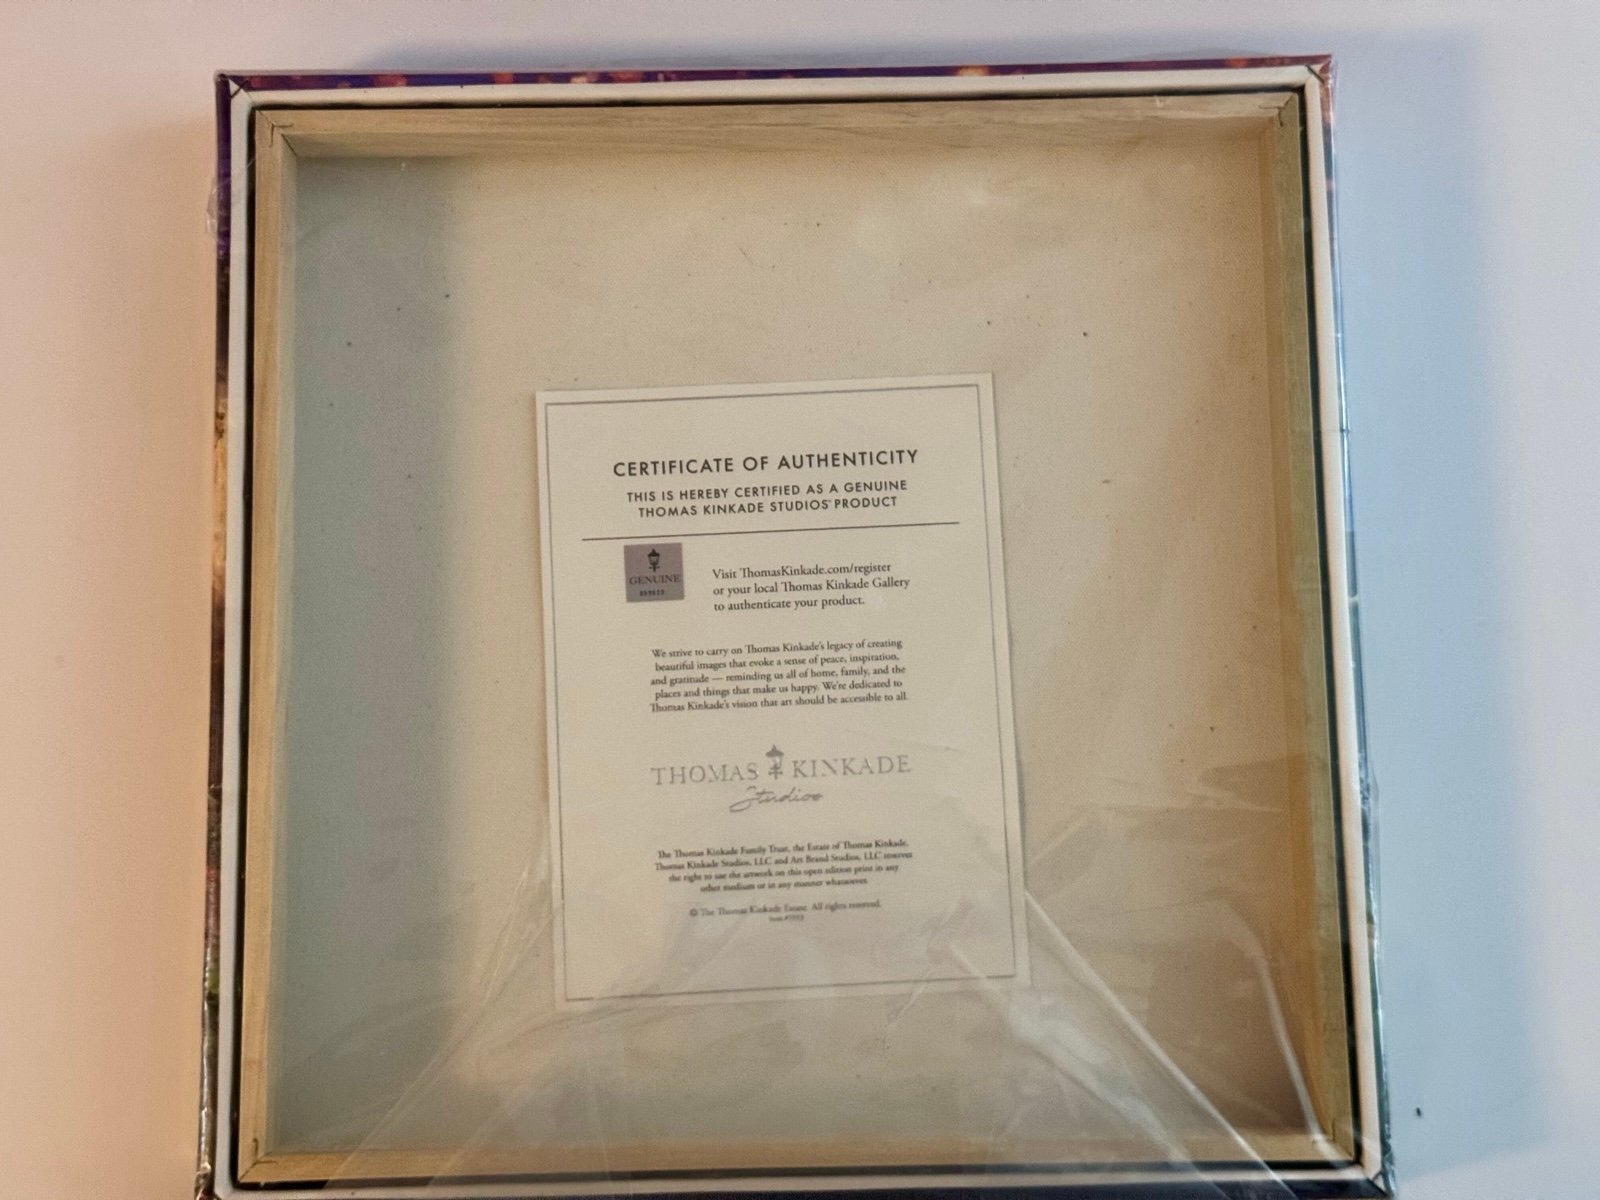 CERTIFICATE OF AUTHENTICITY
THIS IS HEREBY CERTIFIED AS A GENUINE
THOMAS KINKADE STUDIOS™ PRODUCT
GENUINE
Visit ThomasKinkade.com/register
or your local Thomas Kinkade Gallery
to authenticate your product.
We strive to carry on Thomas Kinkade's legacy of creating
beautiful images that evoke a sense of peace, inspiration,
and gratitude — reminding us all of home, family, and the
places and things that make us happy. We're dedicated to
Thomas Kinkade's vision that art should be accessible to all.
THOMAS KINKADE
Studios
The Thomas Kinkade Family Trust, the Estate of Thomas Kinkade,
Thomas Kinkade Studios, LLC and Art Brand Studios, LLC reserves
the right to use the artwork on this open edition print in any
other medium or in any manner whatsoever.
© The Thomas Kinkade Estate. All rights reserved.